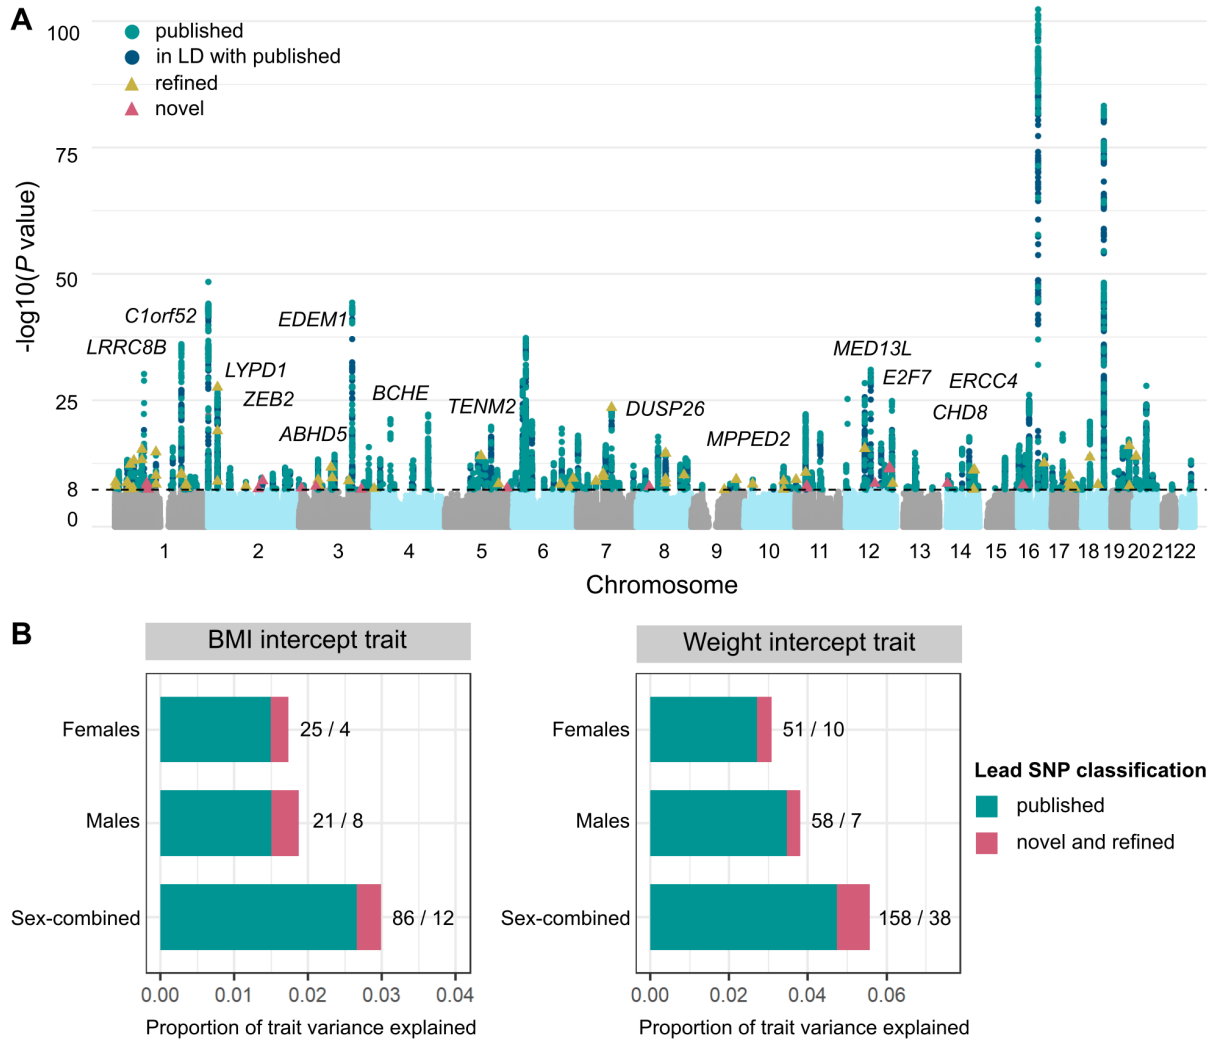 A
100
75
50
25
8
0
-log10(P value)
published
in LD with published
refined
novel
C1orf52
LRRC8B
LYPD1
ZEB2
EDEM1
ABHD5
BCHE
TENM2
DUSP26
MPPED2
MED13L
E2F7
ERCC4
CHD8
1 2 3 4 5 6 7 8 9 10 11 12 13 14 15 16 17 18 19 20 21 22
Chromosome
B
BMI intercept trait
Females
25 / 4
Males
21 / 8
Sex-combined
86 / 12
0.00 0.01 0.02 0.03 0.04
Proportion of trait variance explained
Weight intercept trait
Females
51 / 10
Males
58 / 7
Sex-combined
158 / 38
0.00 0.02 0.04 0.06
Proportion of trait variance explained
Lead SNP classification
published
novel and refined